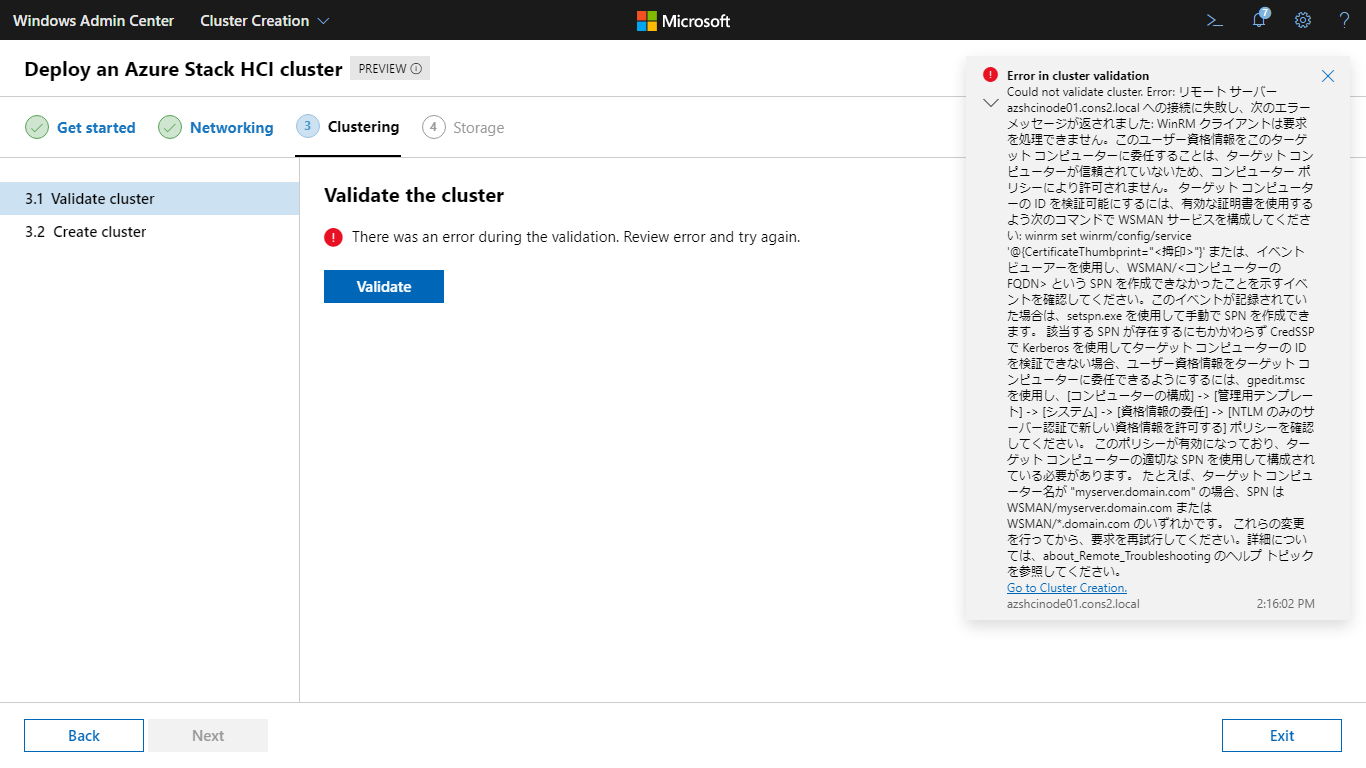 Windows Admin Center
Cluster Creation
Microsoft
7
Deploy an Azure Stack HCI cluster
PREVIEW
Get started
Networking
3 Clustering
4 Storage
3.1 Validate cluster
3.2 Create cluster
Validate the cluster
There was an error during the validation. Review error and try again.
Validate
Error in cluster validation
Could not validate cluster. Error: リモート サーバー
azshcinode01.cons2.local への接続に失敗し、次のエラー
メッセージが返されました: WinRM クライアントは要求
を処理できません。このユーザー資格情報をこのターゲ
ット コンピューターに委任することは、ターゲット コン
ピューターが信頼されていないため、コンピューター ポ
リシーにより許可されません。 ターゲット コンピュータ
ーの ID を検証可能にするには、有効な証明書を使用する
よう次のコマンドで WSMAN サービスを構成してくださ
い: winrm set winrm/config/service
'@{CertificateThumbprint="<拇印>"}' または、イベント
ビューアーを使用し、WSMAN/<コンピューターの
FQDN> という SPN を作成できなかったことを示すイベ
ントを確認してください。このイベントが記録されてい
た場合は、setspn.exe を使用して手動で SPN を作成でき
ます。 該当する SPN が存在するにもかかわらず CredSSP
で Kerberos を使用してターゲット コンピューターの ID
を検証できない場合、ユーザー資格情報をターゲット コ
ンピューターに委任できるようにするには、gpedit.msc
を使用し、[コンピューターの構成] -> [管理用テンプレー
ト] -> [システム] -> [資格情報の委任] -> [NTLM のみのサ
ーバー認証で新しい資格情報を許可する] ポリシーを確認
してください。 このポリシーが有効になっており、ター
ゲット コンピューターの適切な SPN を使用して構成され
ている必要があります。 たとえば、ターゲット コンピュ
ーター名が "myserver.domain.com" の場合、SPN は
WSMAN/myserver.domain.com または
WSMAN/*.domain.com のいずれかです。 これらの変更
を行ってから、要求を再試行してください。詳細につい
ては、about_Remote_Troubleshooting のヘルプ トピック
を参照してください。
Go to Cluster Creation.
azshcinode01.cons2.local 2:16:02 PM
Back
Next
Exit